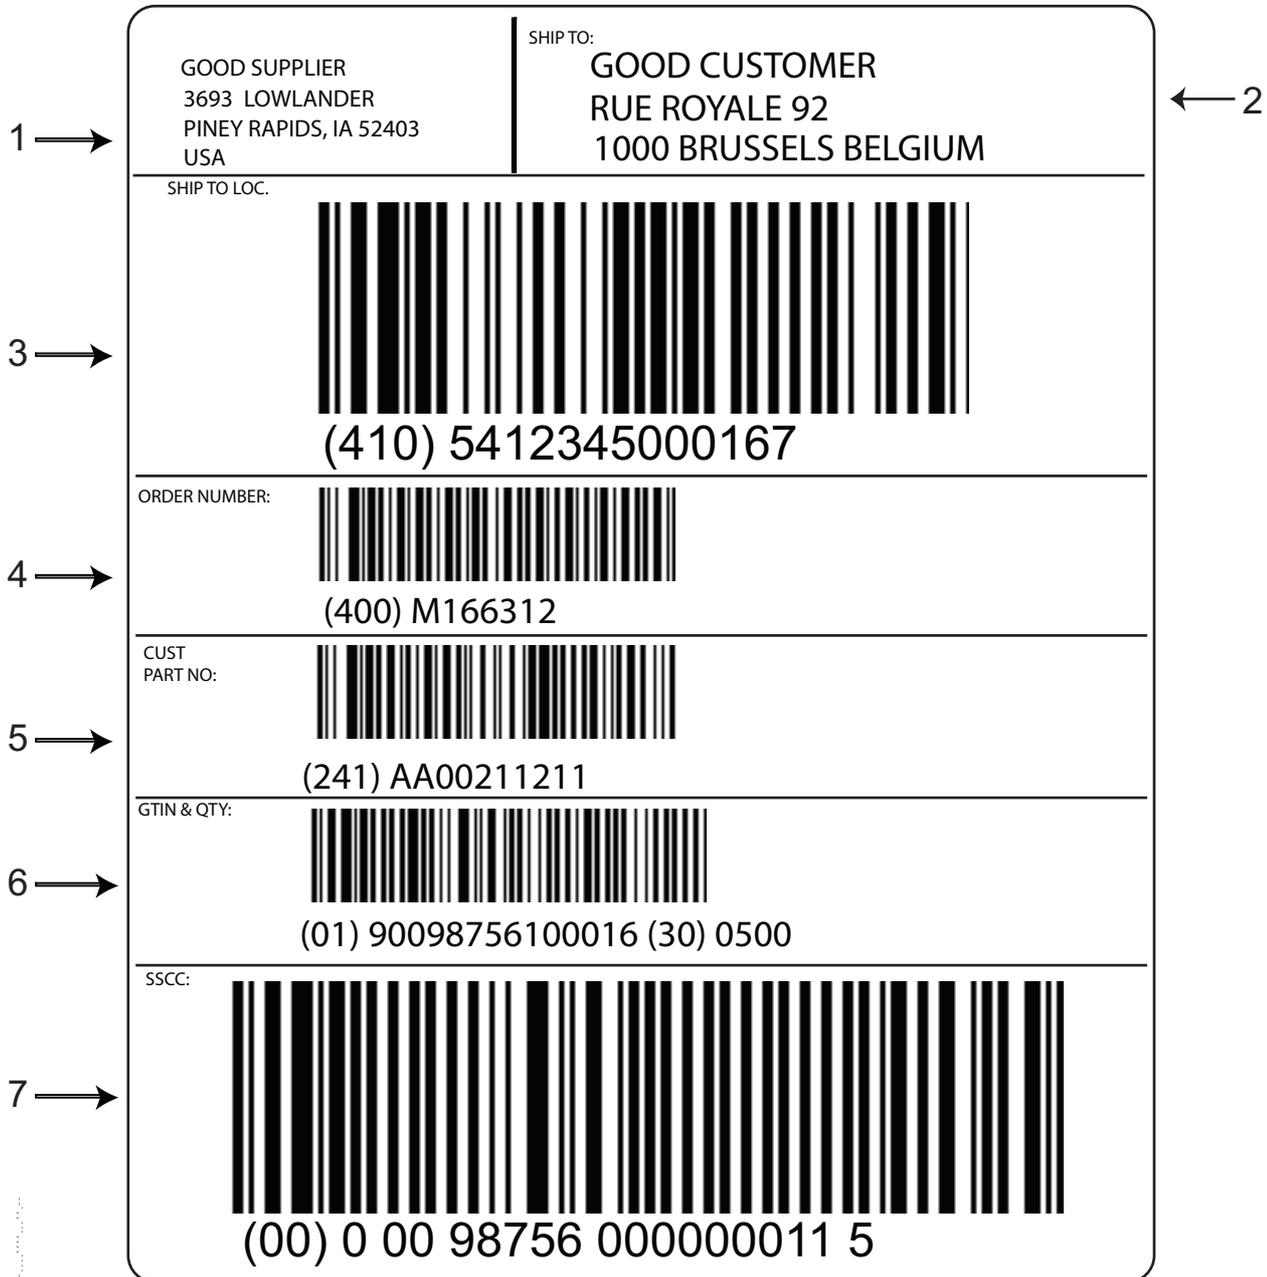 GOOD SUPPLIER
3693 LOWLANDER
PINEY RAPIDS, IA 52403
USA
SHIP TO:
GOOD CUSTOMER
RUE ROYALE 92
1000 BRUSSELS BELGIUM
1
2
SHIP TO LOC.
3
(410) 5412345000167
ORDER NUMBER:
4
(400) M166312
CUST
PART NO:
5
(241) AA00211211
GTIN & QTY:
6
(01) 90098756100016 (30) 0500
SSCC:
7
(00) 0 00 98756 000000011 5